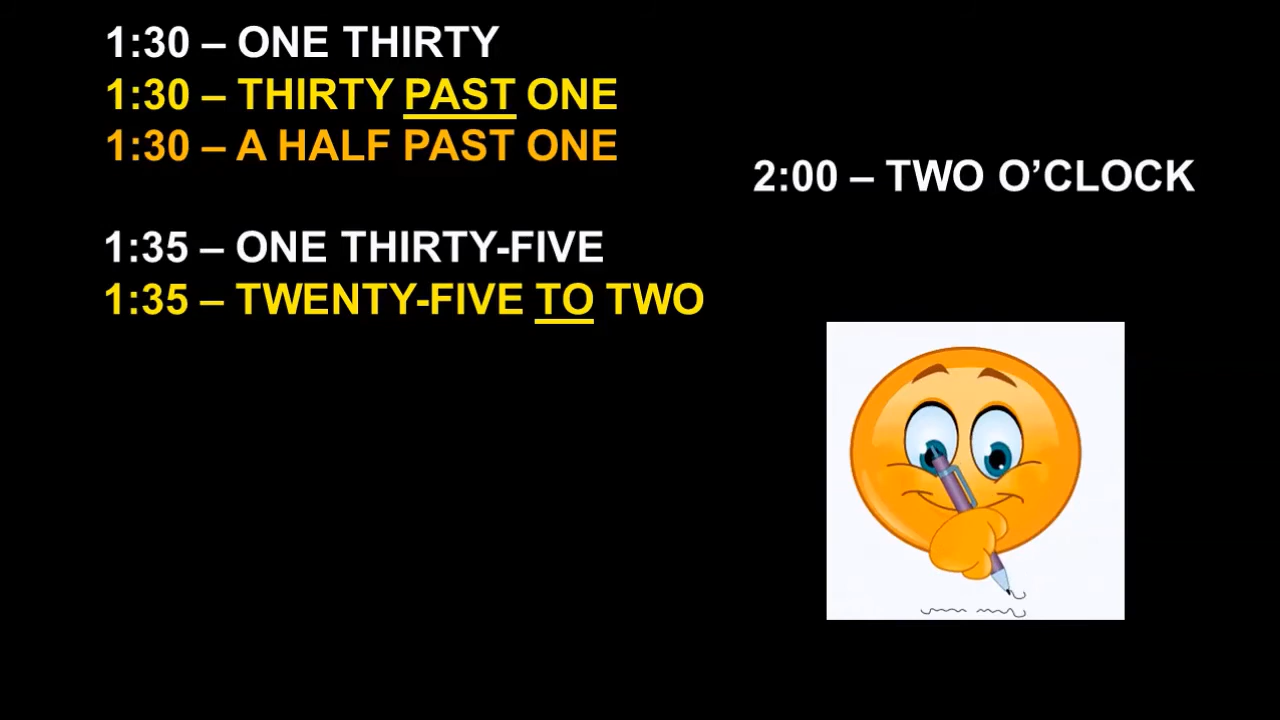 1:30 – ONE THIRTY
1:30 – THIRTY PAST ONE
1:30 – A HALF PAST ONE
2:00 – TWO O’CLOCK
1:35 – ONE THIRTY-FIVE
1:35 – TWENTY-FIVE TO TWO